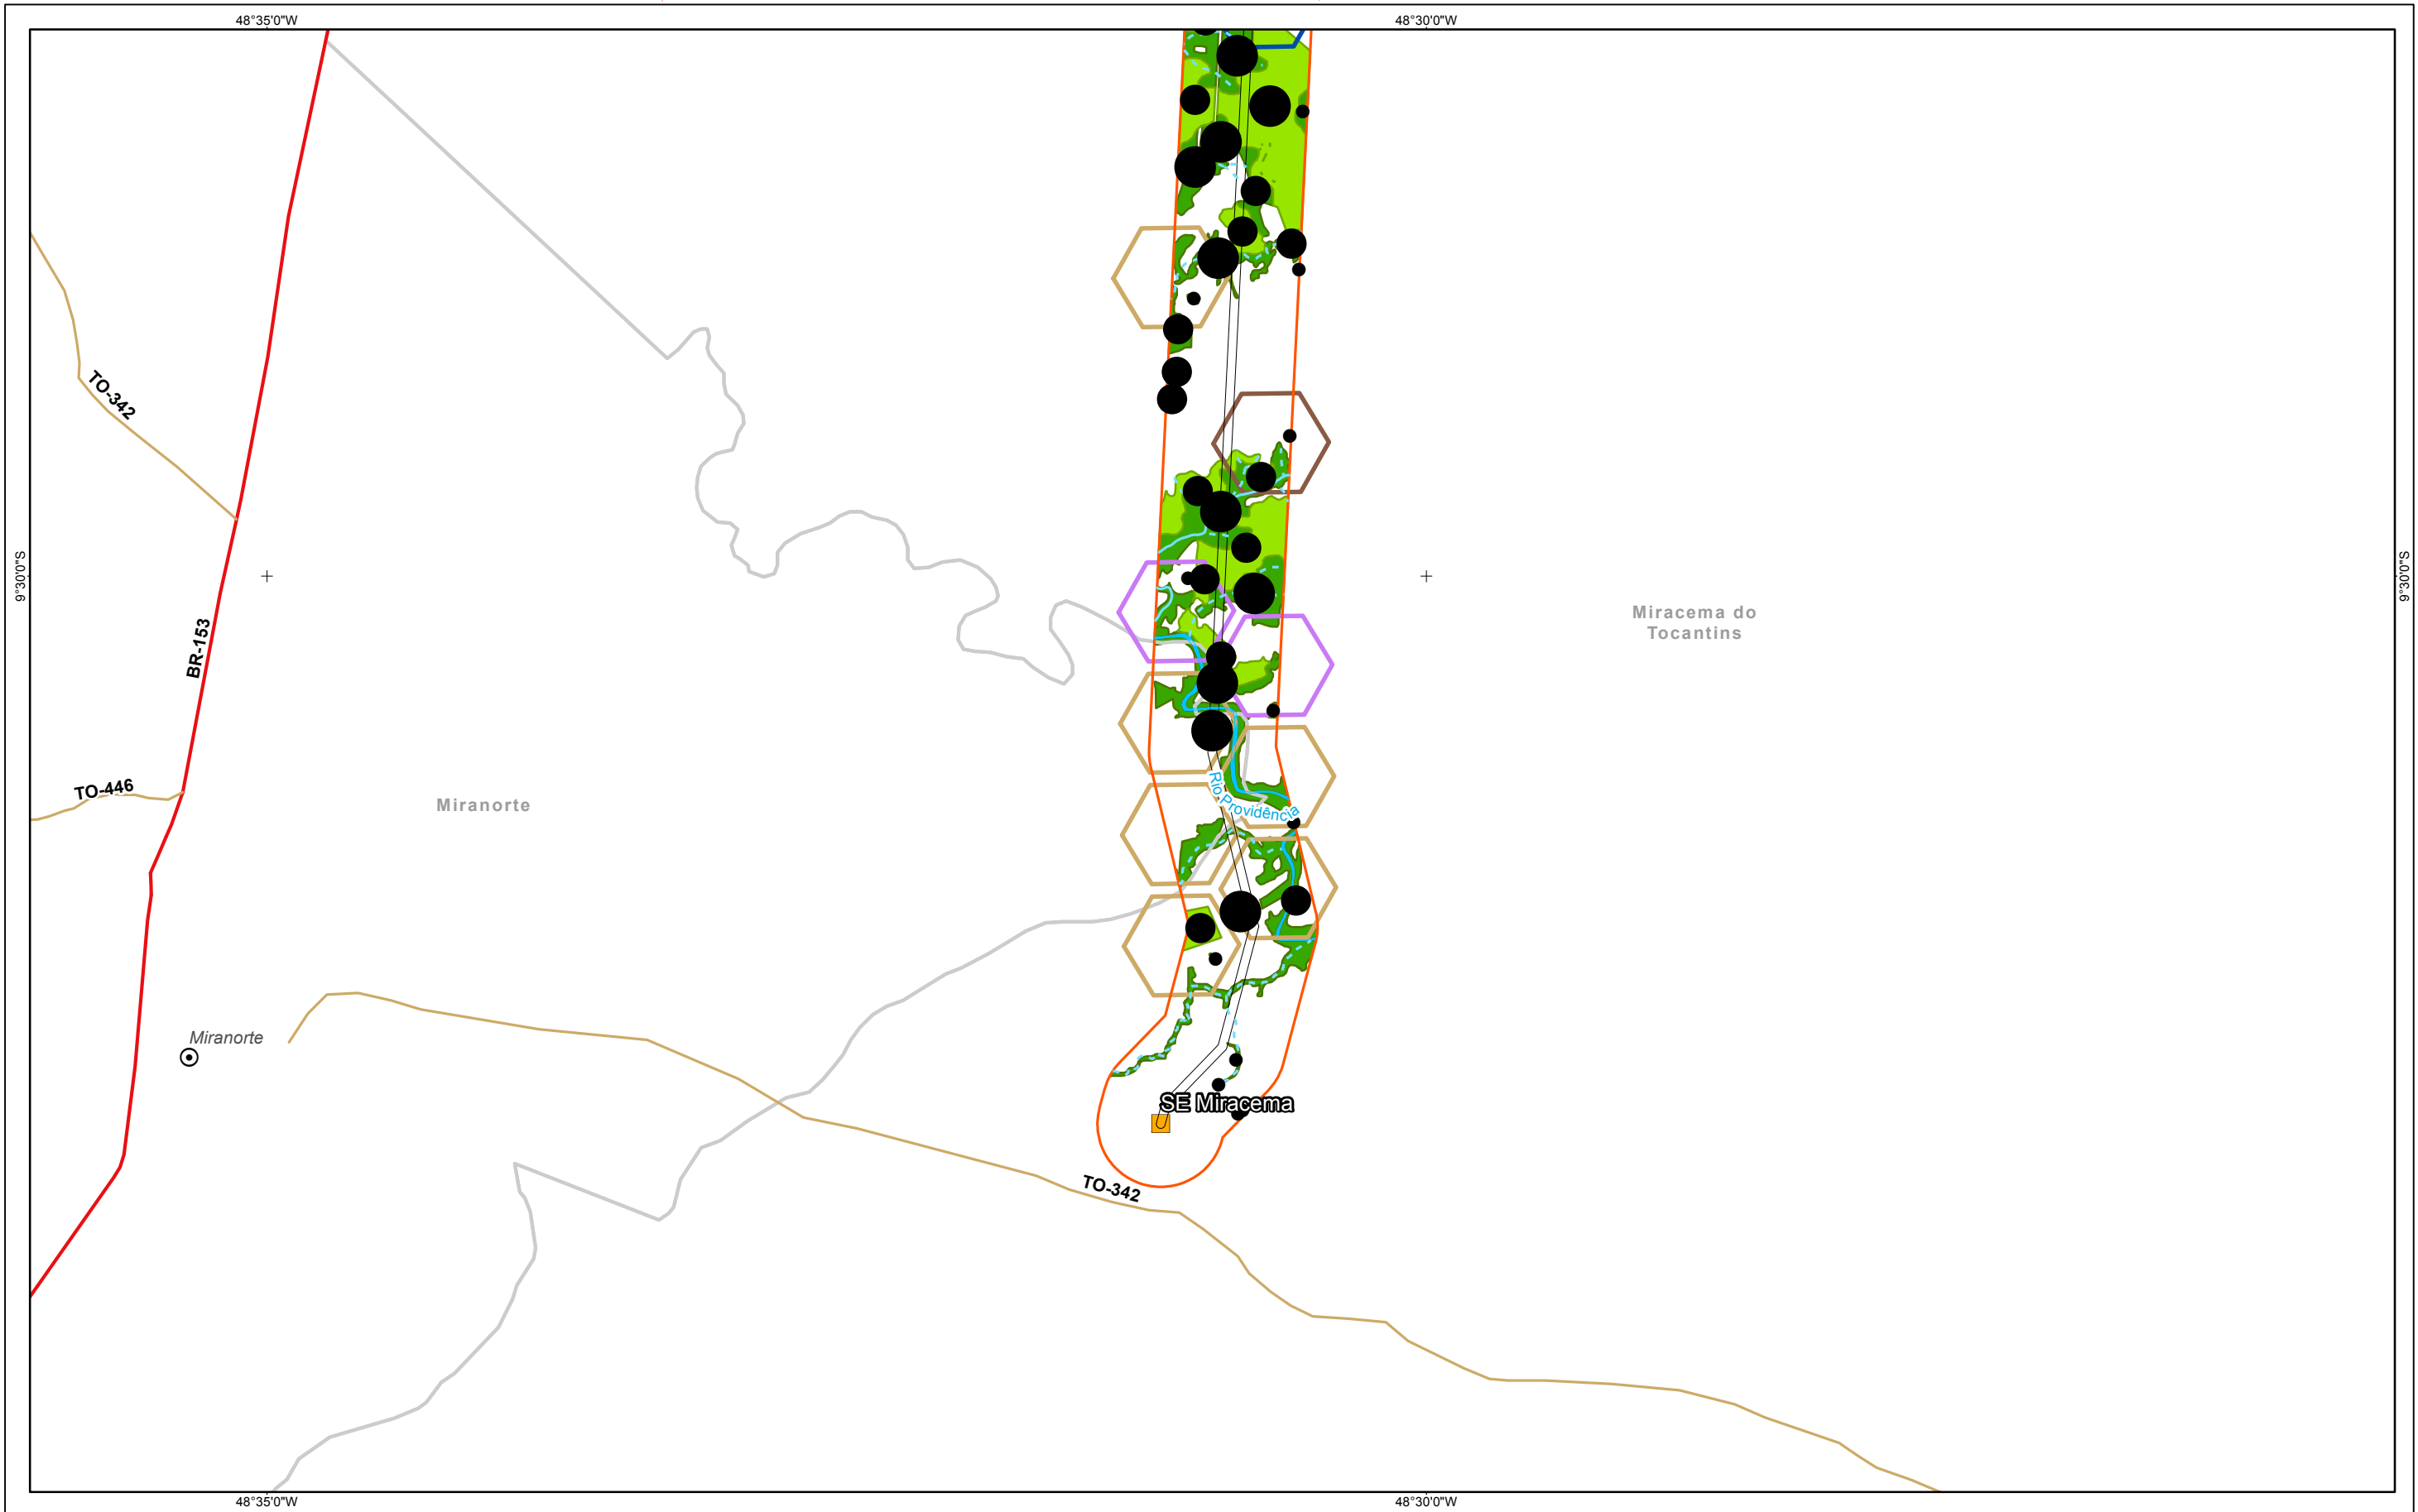 48°35'0"W
48°30'0"W
TO-342
9°30'0"S
9°30'0"S
Miracema do
Tocantins
BR-153
TO-446
Miranorte
Rio Providência
Miranorte
SE Miracema
TO-342
48°35'0"W
48°30'0"W